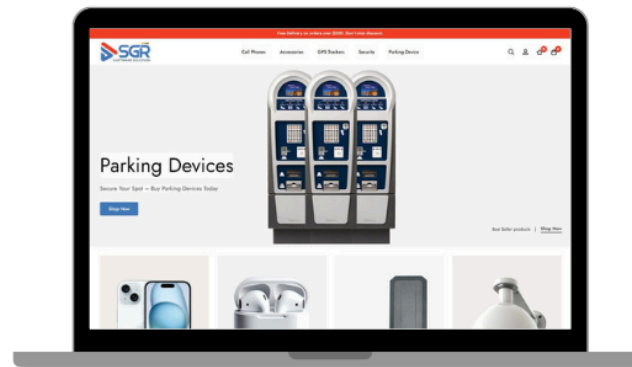 Free Delivery on orders over $200. Don't miss discount.
SGR
Cell Phones Accessories GPS Trackers Security Parking Device
Parking Devices
Secure Your Spot — Buy Parking Devices Today
Shop Now
Best Seller products | Shop Now